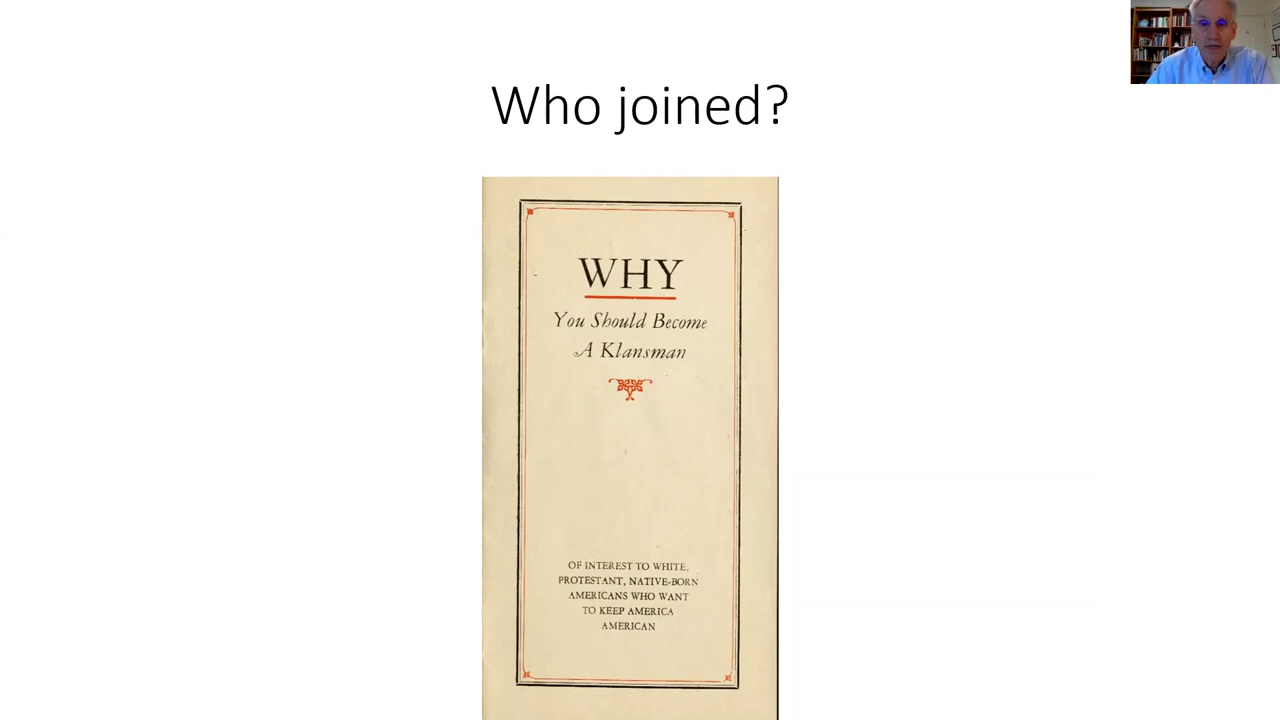 Who joined?
WHY
You Should Become
A Klansman
OF INTEREST TO WHITE,
PROTESTANT, NATIVE-BORN
AMERICANS WHO WANT
TO KEEP AMERICA
AMERICAN